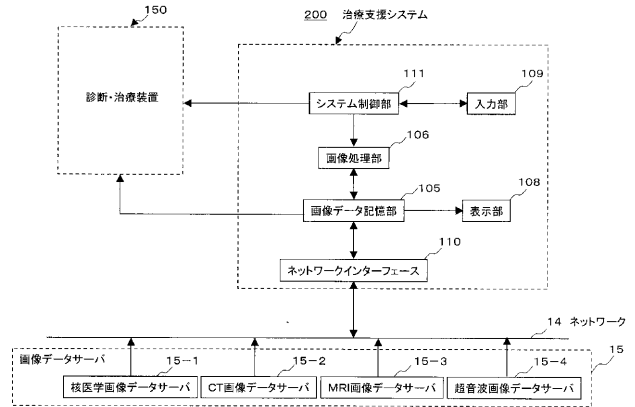 150
200 治療支援システム
診断・治療装置
111
109
システム制御部
入力部
106
画像処理部
105
108
画像データ記憶部
表示部
110
ネットワークインターフェース
14 ネットワーク
画像データサーバ
15
15-1
15-2
15-3
15-4
核医学画像データサーバ
CT画像データサーバ
MRI画像データサーバ
超音波画像データサーバ